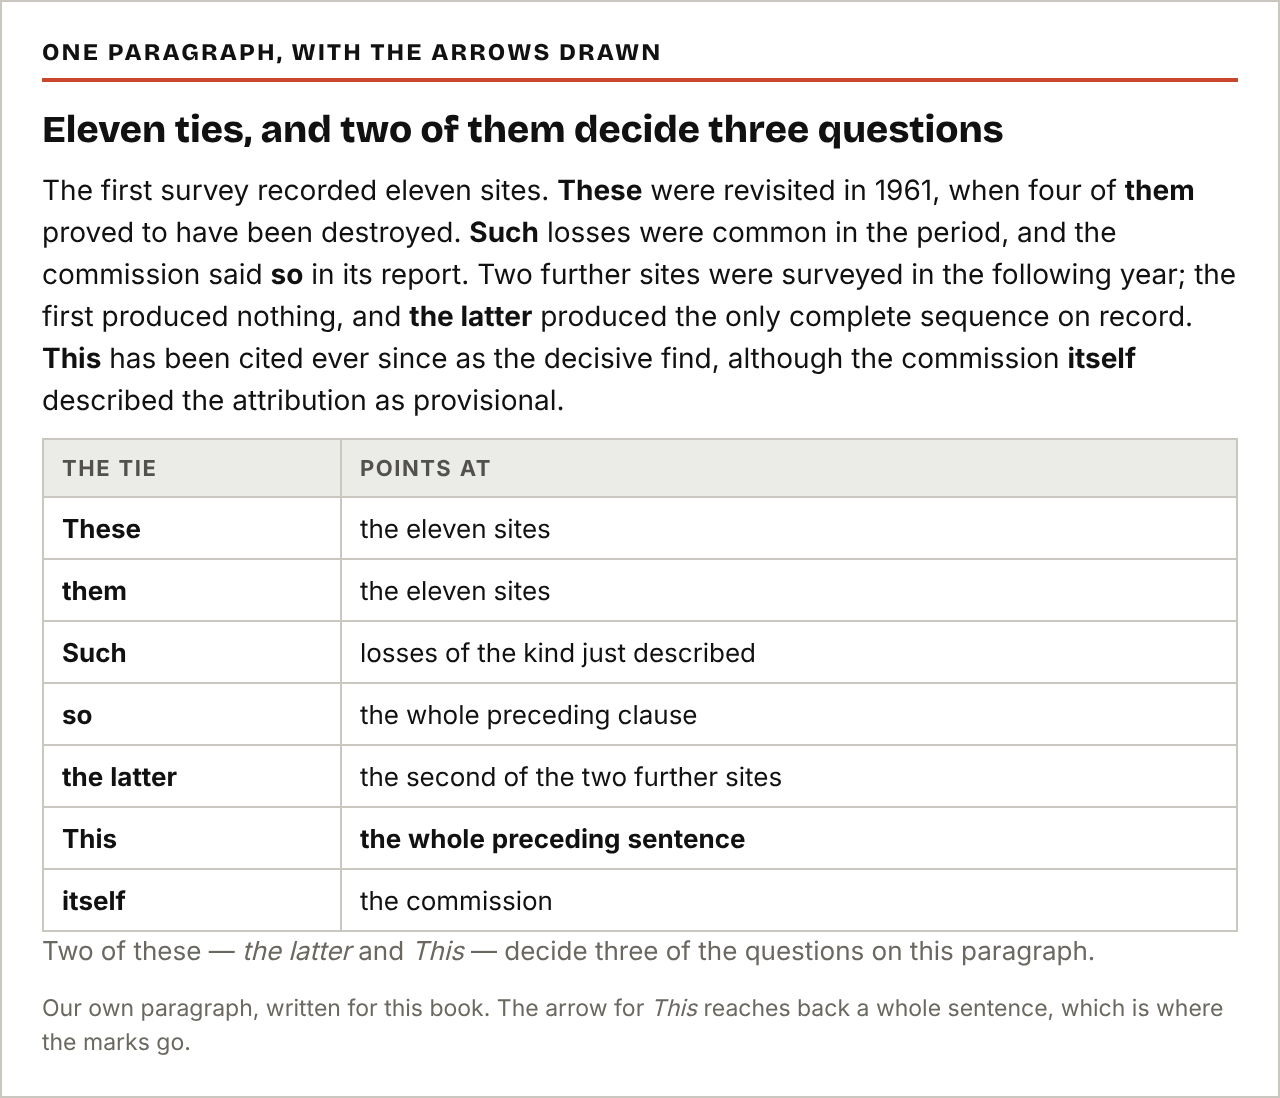 ONE PARAGRAPH, WITH THE ARROWS DRAWN
Eleven ties, and two of them decide three questions
The first survey recorded eleven sites. These were revisited in 1961, when four of them
proved to have been destroyed. Such losses were common in the period, and the
commission said so in its report. Two further sites were surveyed in the following year; the
first produced nothing, and the latter produced the only complete sequence on record.
This has been cited ever since as the decisive find, although the commission itself
described the attribution as provisional.
THE TIE POINTS AT
These the eleven sites
them the eleven sites
Such losses of the kind just described
so the whole preceding clause
the latter the second of the two further sites
This the whole preceding sentence
itself the commission
Two of these — the latter and This — decide three of the questions on this paragraph.
Our own paragraph, written for this book. The arrow for This reaches back a whole sentence, which is where
the marks go.